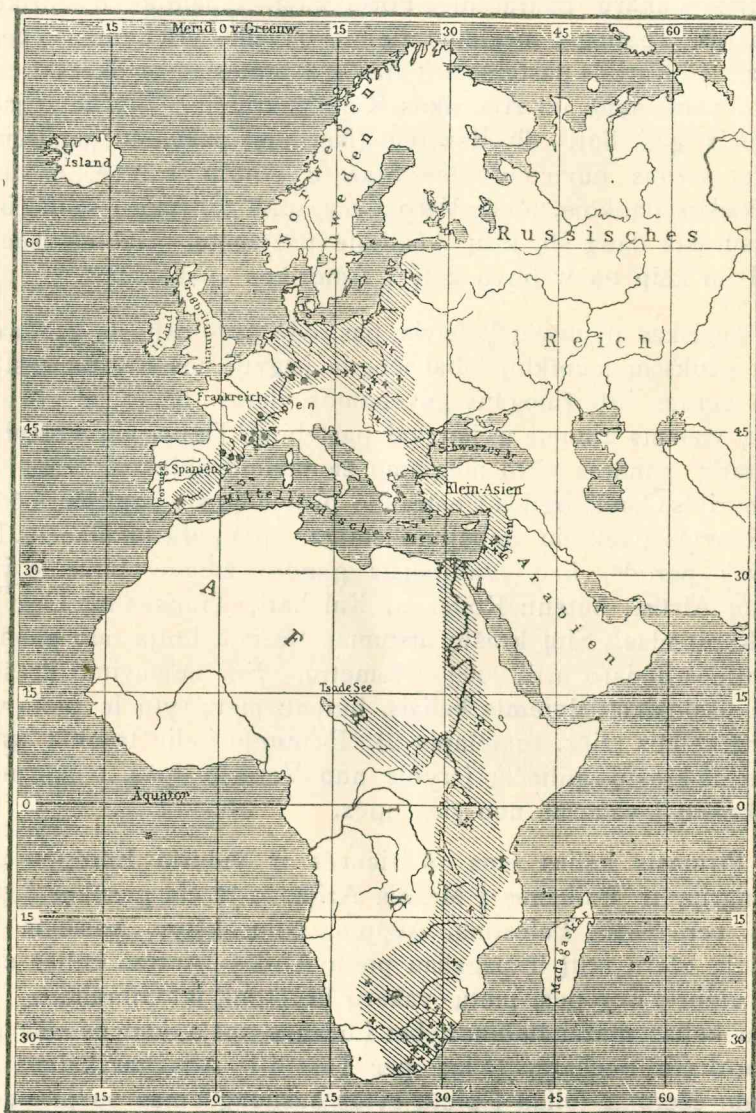 15 Merid. 0 v. Greenw. 15 30 45 60
Island
Norwegen
Schweden
60
Russisches
Großbritannien
Irland
Reich
Frankreich
45 45
Schwarzes
Spanien
Portugal
Klein-Asien
Mittelländisches Meer
Syrien
30 30
Arabien
Nil
15 15
Tsade See
AFRIKA
Äquator
0 0
15 15
Madagaskar
30 30
15 0 15 30 45 60